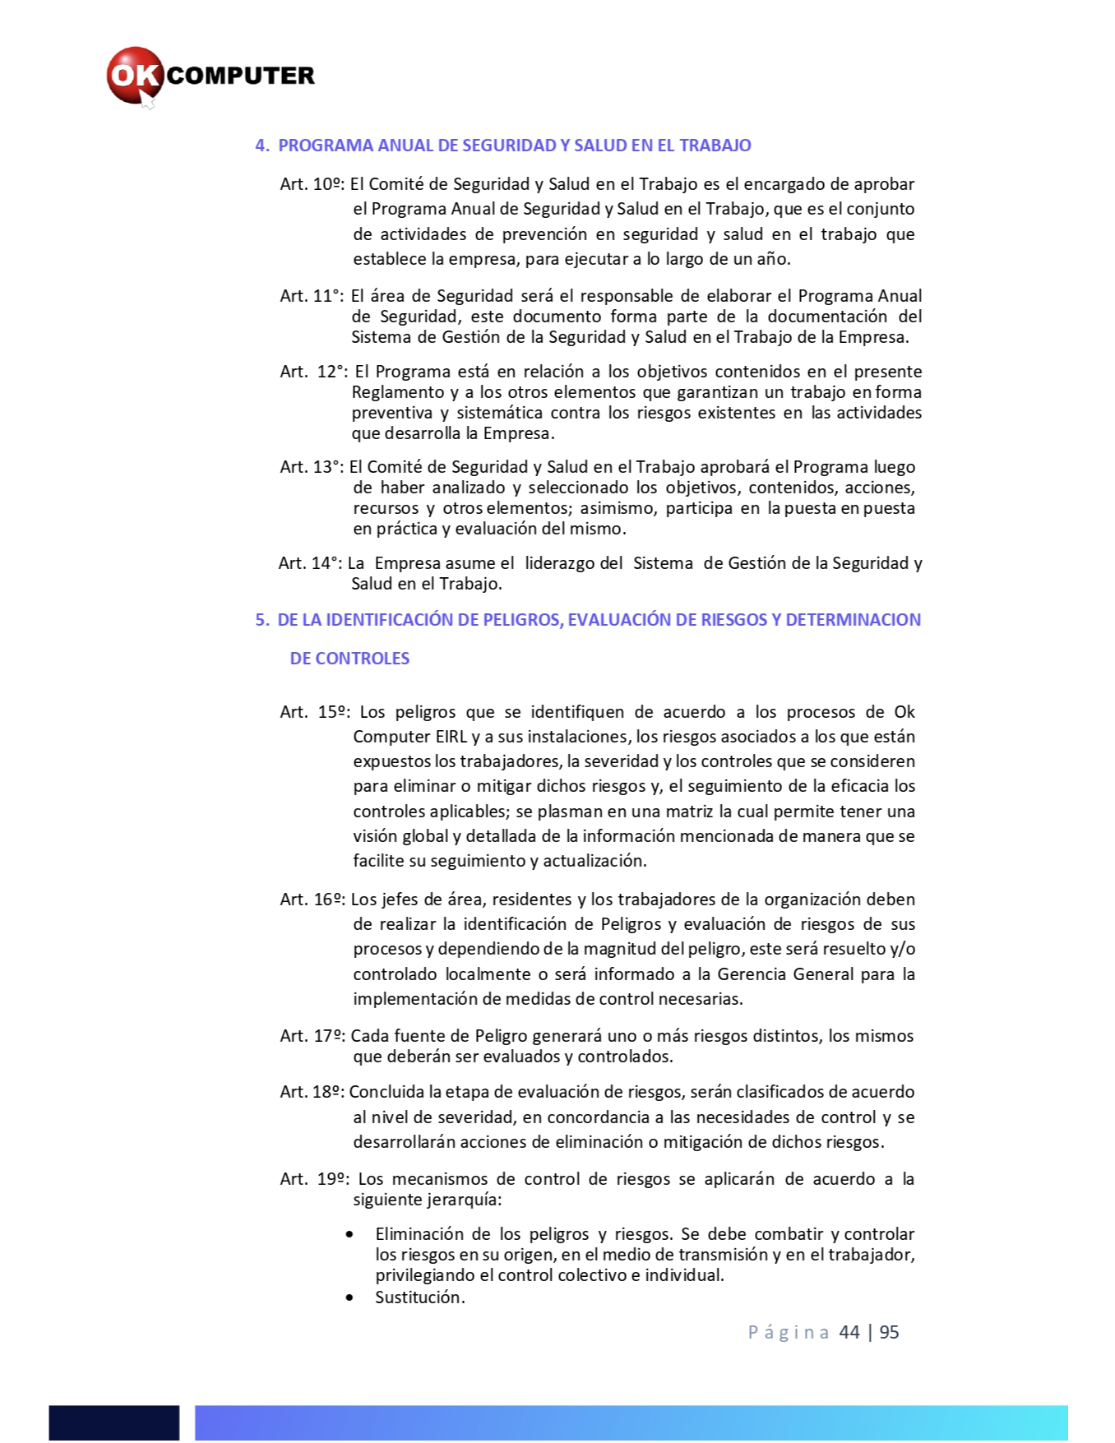 OK COMPUTER
4. PROGRAMA ANUAL DE SEGURIDAD Y SALUD EN EL TRABAJO
Art. 10º: El Comité de Seguridad y Salud en el Trabajo es el encargado de aprobar
el Programa Anual de Seguridad y Salud en el Trabajo, que es el conjunto
de actividades de prevención en seguridad y salud en el trabajo que
establece la empresa, para ejecutar a lo largo de un año.
Art. 11°: El área de Seguridad será el responsable de elaborar el Programa Anual
de Seguridad, este documento forma parte de la documentación del
Sistema de Gestión de la Seguridad y Salud en el Trabajo de la Empresa.
Art. 12°: El Programa está en relación a los objetivos contenidos en el presente
Reglamento y a los otros elementos que garantizan un trabajo en forma
preventiva y sistemática contra los riesgos existentes en las actividades
que desarrolla la Empresa.
Art. 13°: El Comité de Seguridad y Salud en el Trabajo aprobará el Programa luego
de haber analizado y seleccionado los objetivos, contenidos, acciones,
recursos y otros elementos; asimismo, participa en la puesta en puesta
en práctica y evaluación del mismo.
Art. 14°: La Empresa asume el liderazgo del Sistema de Gestión de la Seguridad y
Salud en el Trabajo.
5. DE LA IDENTIFICACIÓN DE PELIGROS, EVALUACIÓN DE RIESGOS Y DETERMINACION
DE CONTROLES
Art. 15º: Los peligros que se identifiquen de acuerdo a los procesos de Ok
Computer EIRL y a sus instalaciones, los riesgos asociados a los que están
expuestos los trabajadores, la severidad y los controles que se consideren
para eliminar o mitigar dichos riesgos y, el seguimiento de la eficacia los
controles aplicables; se plasman en una matriz la cual permite tener una
visión global y detallada de la información mencionada de manera que se
facilite su seguimiento y actualización.
Art. 16º: Los jefes de área, residentes y los trabajadores de la organización deben
de realizar la identificación de Peligros y evaluación de riesgos de sus
procesos y dependiendo de la magnitud del peligro, este será resuelto y/o
controlado localmente o será informado a la Gerencia General para la
implementación de medidas de control necesarias.
Art. 17º: Cada fuente de Peligro generará uno o más riesgos distintos, los mismos
que deberán ser evaluados y controlados.
Art. 18º: Concluida la etapa de evaluación de riesgos, serán clasificados de acuerdo
al nivel de severidad, en concordancia a las necesidades de control y se
desarrollarán acciones de eliminación o mitigación de dichos riesgos.
Art. 19º: Los mecanismos de control de riesgos se aplicarán de acuerdo a la
siguiente jerarquía:
• Eliminación de los peligros y riesgos. Se debe combatir y controlar
los riesgos en su origen, en el medio de transmisión y en el trabajador,
privilegiando el control colectivo e individual.
• Sustitución.
Página 44 | 95